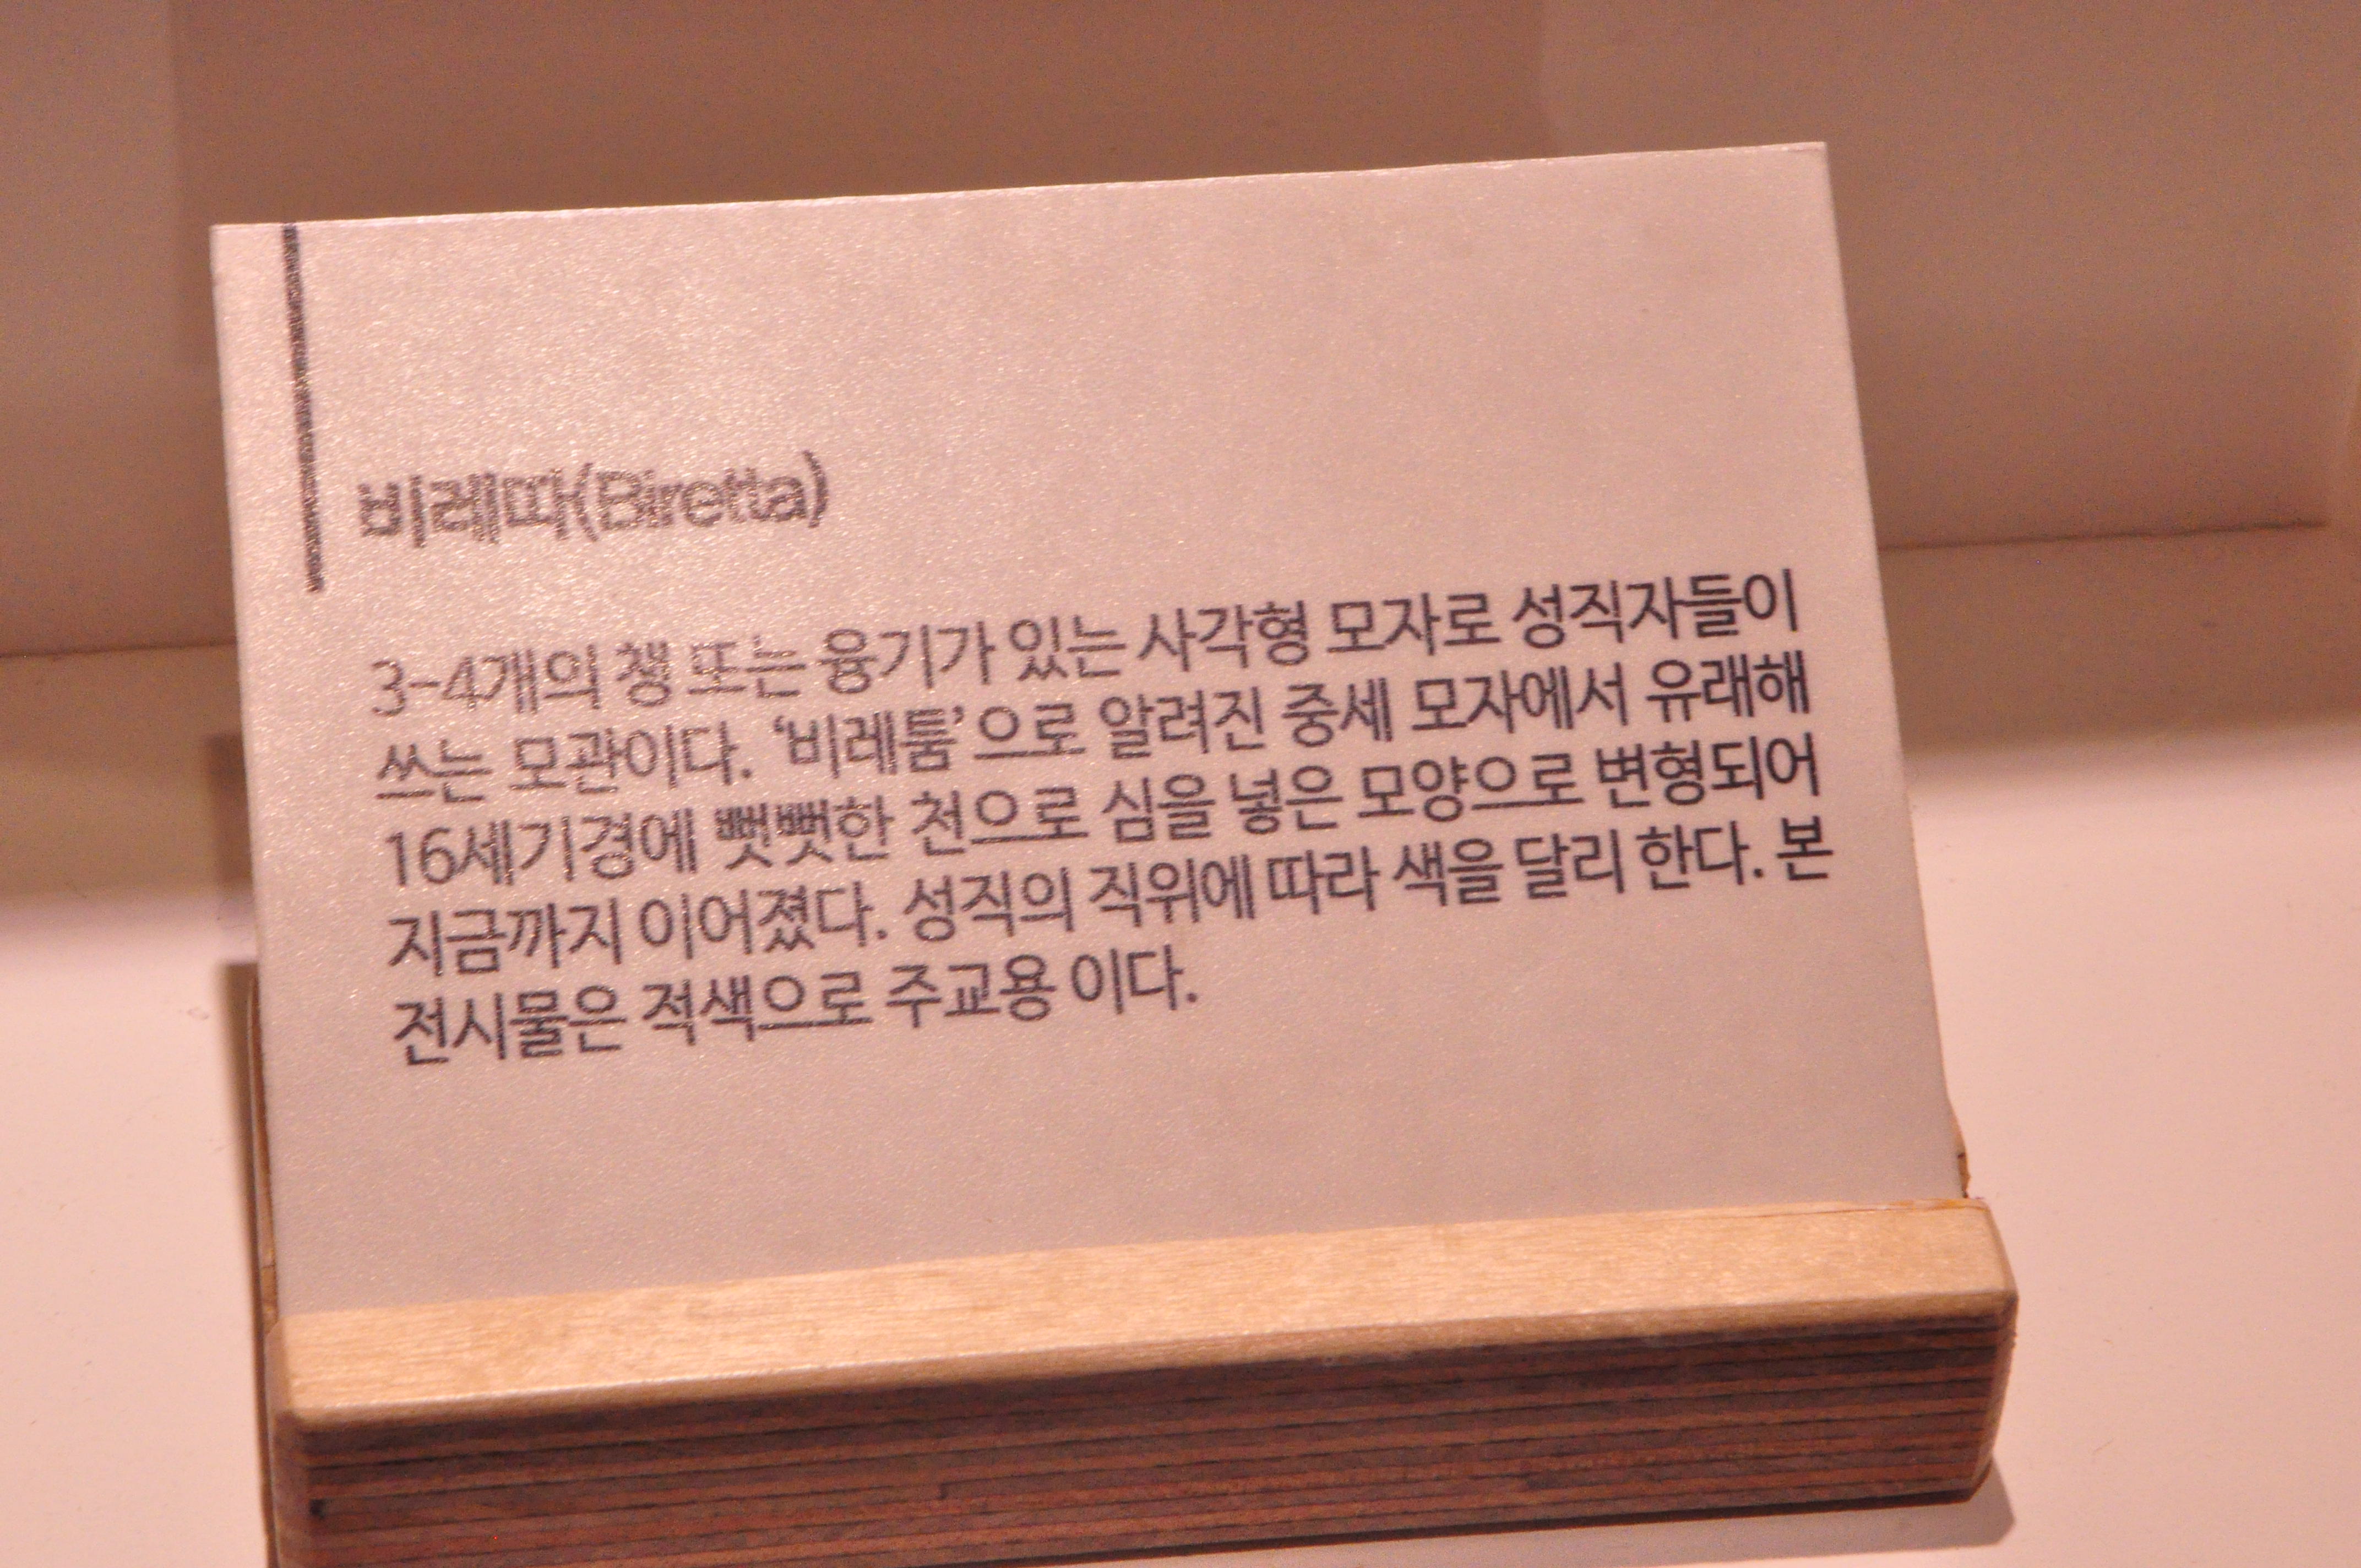 비레따(Biretta)
3-4개의 챙 또는 융기가 있는 사각형 모자로 성직자들이
쓰는 모관이다. ‘비레툼’으로 알려진 중세 모자에서 유래해
16세기경에 뻣뻣한 천으로 심을 넣은 모양으로 변형되어
지금까지 이어졌다. 성직의 직위에 따라 색을 달리 한다. 본
전시물은 적색으로 주교용 이다.